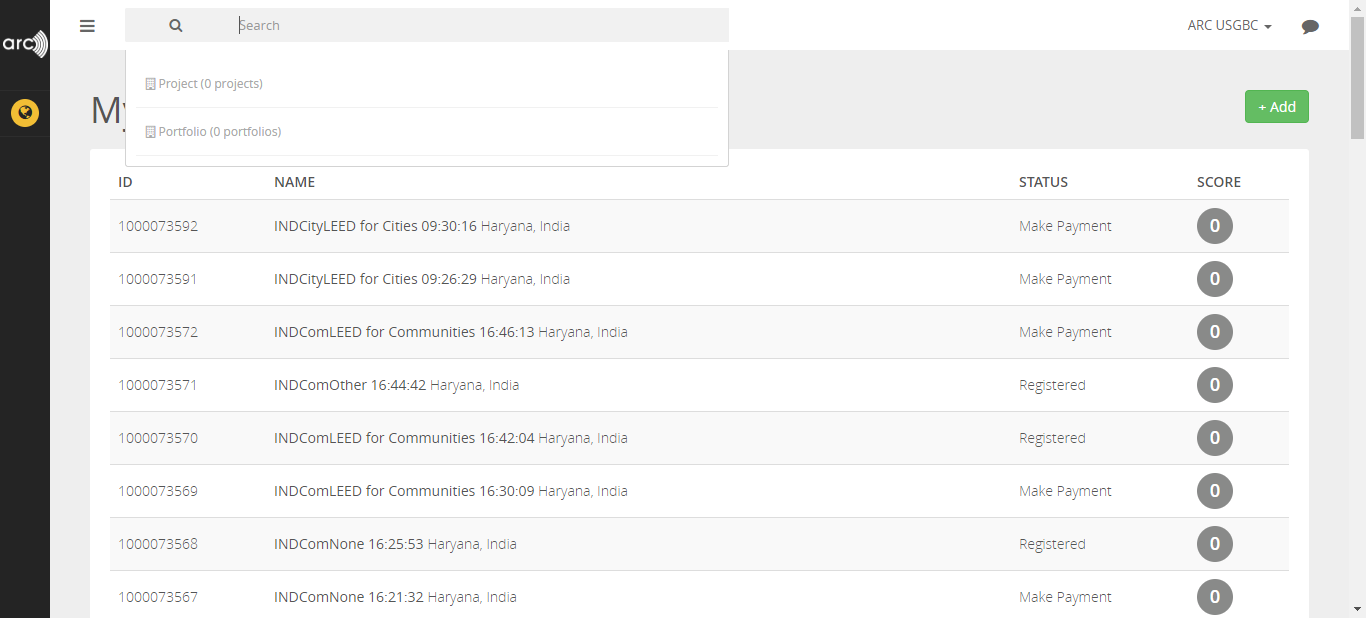 arc
Search
ARC USGBC
Project (0 projects)
Portfolio (0 portfolios)
+ Add
ID NAME STATUS SCORE
1000073592 INDCityLEED for Cities 09:30:16 Haryana, India Make Payment 0
1000073591 INDCityLEED for Cities 09:26:29 Haryana, India Make Payment 0
1000073572 INDComLEED for Communities 16:46:13 Haryana, India Make Payment 0
1000073571 INDComOther 16:44:42 Haryana, India Registered 0
1000073570 INDComLEED for Communities 16:42:04 Haryana, India Registered 0
1000073569 INDComLEED for Communities 16:30:09 Haryana, India Make Payment 0
1000073568 INDComNone 16:25:53 Haryana, India Registered 0
1000073567 INDComNone 16:21:32 Haryana, India Make Payment 0